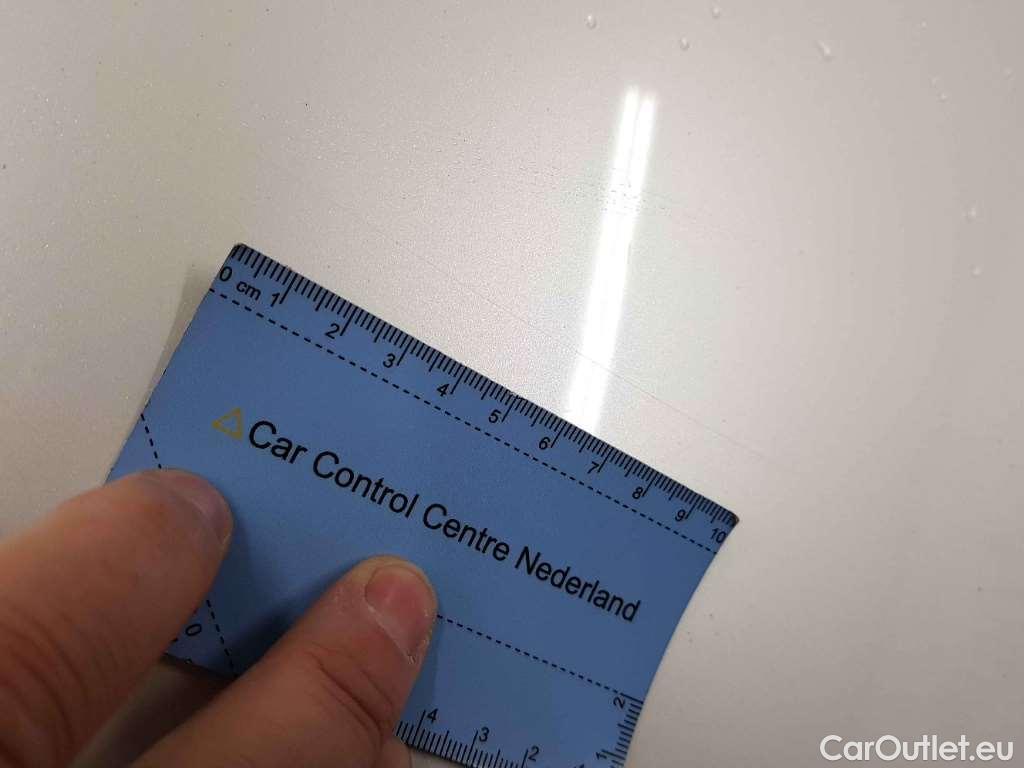 0 cm 1 2 3 4 5 6 7 8 9 10
Car Control Centre Nederland
0
4 3 2 1
2
CarOutlet.eu